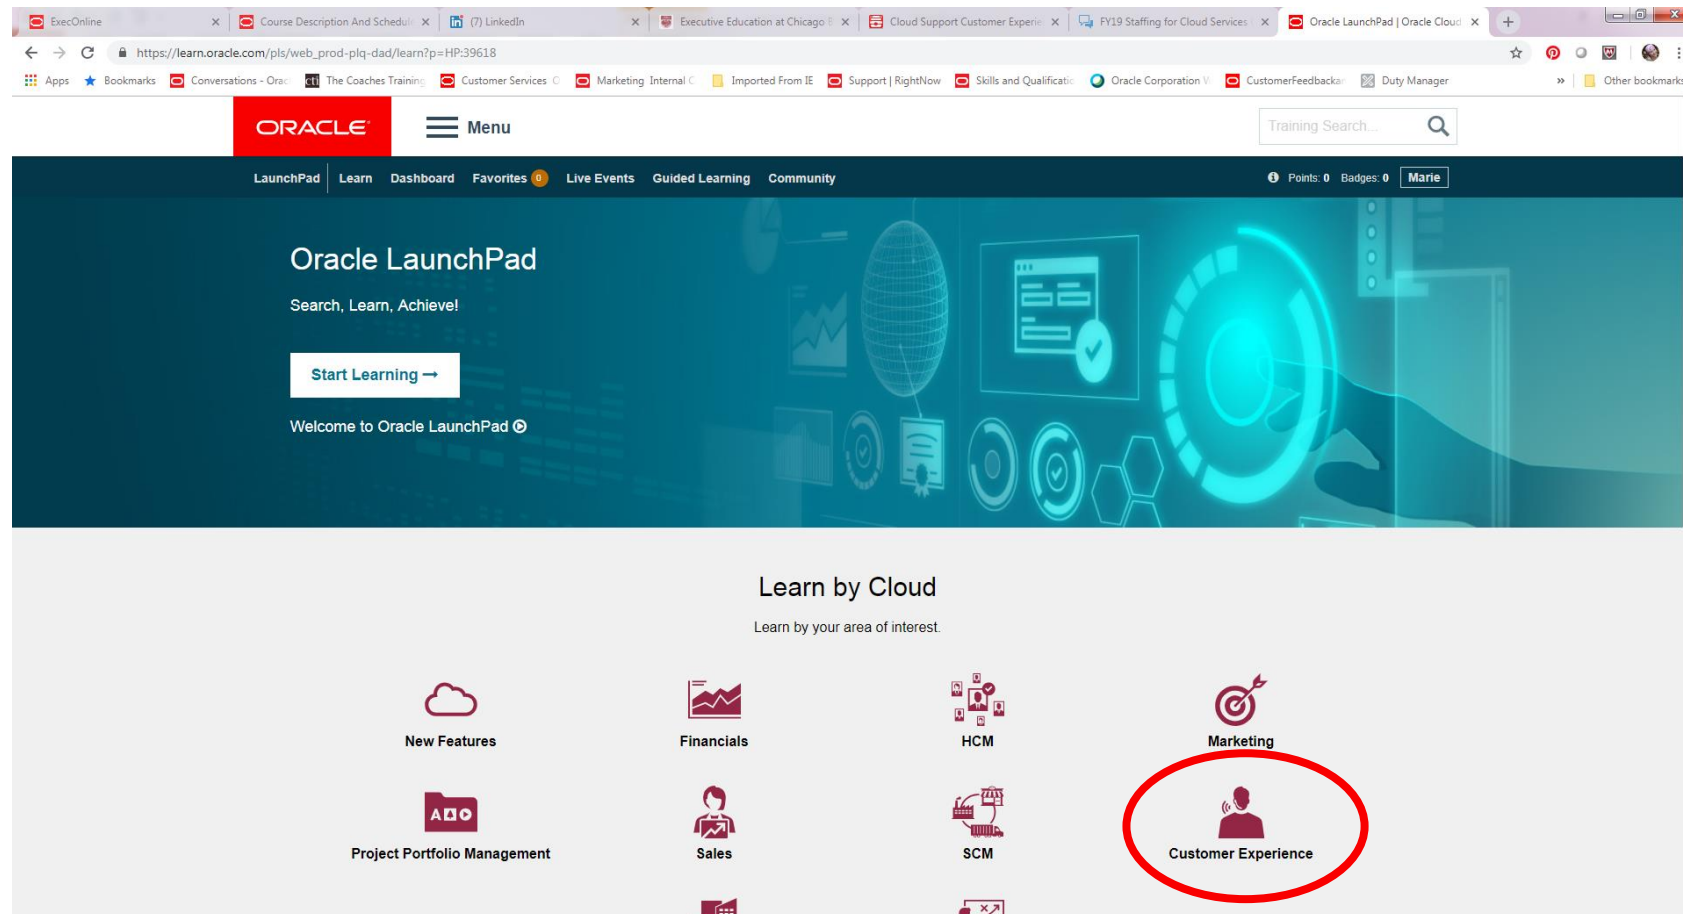 ExecOnline
Course Description And Schedule
(7) LinkedIn
Executive Education at Chicago B
Cloud Support Customer Experie
FY19 Staffing for Cloud Services
Oracle LaunchPad | Oracle Cloud
https://learn.oracle.com/pls/web_prod-plq-dad/learn?p=HP:39618
Apps Bookmarks Conversations - Orac The Coaches Training Customer Services O Marketing Internal C Imported From IE Support | RightNow Skills and Qualificatio Oracle Corporation CustomerFeedbackar Duty Manager » Other bookmarks
ORACLE Menu Training Search...
LaunchPad Learn Dashboard Favorites 0 Live Events Guided Learning Community Points: 0 Badges: 0 Marie
Oracle LaunchPad
Search, Learn, Achieve!
Start Learning →
Welcome to Oracle LaunchPad
Learn by Cloud
Learn by your area of interest.
New Features Financials HCM Marketing
Project Portfolio Management Sales SCM Customer Experience